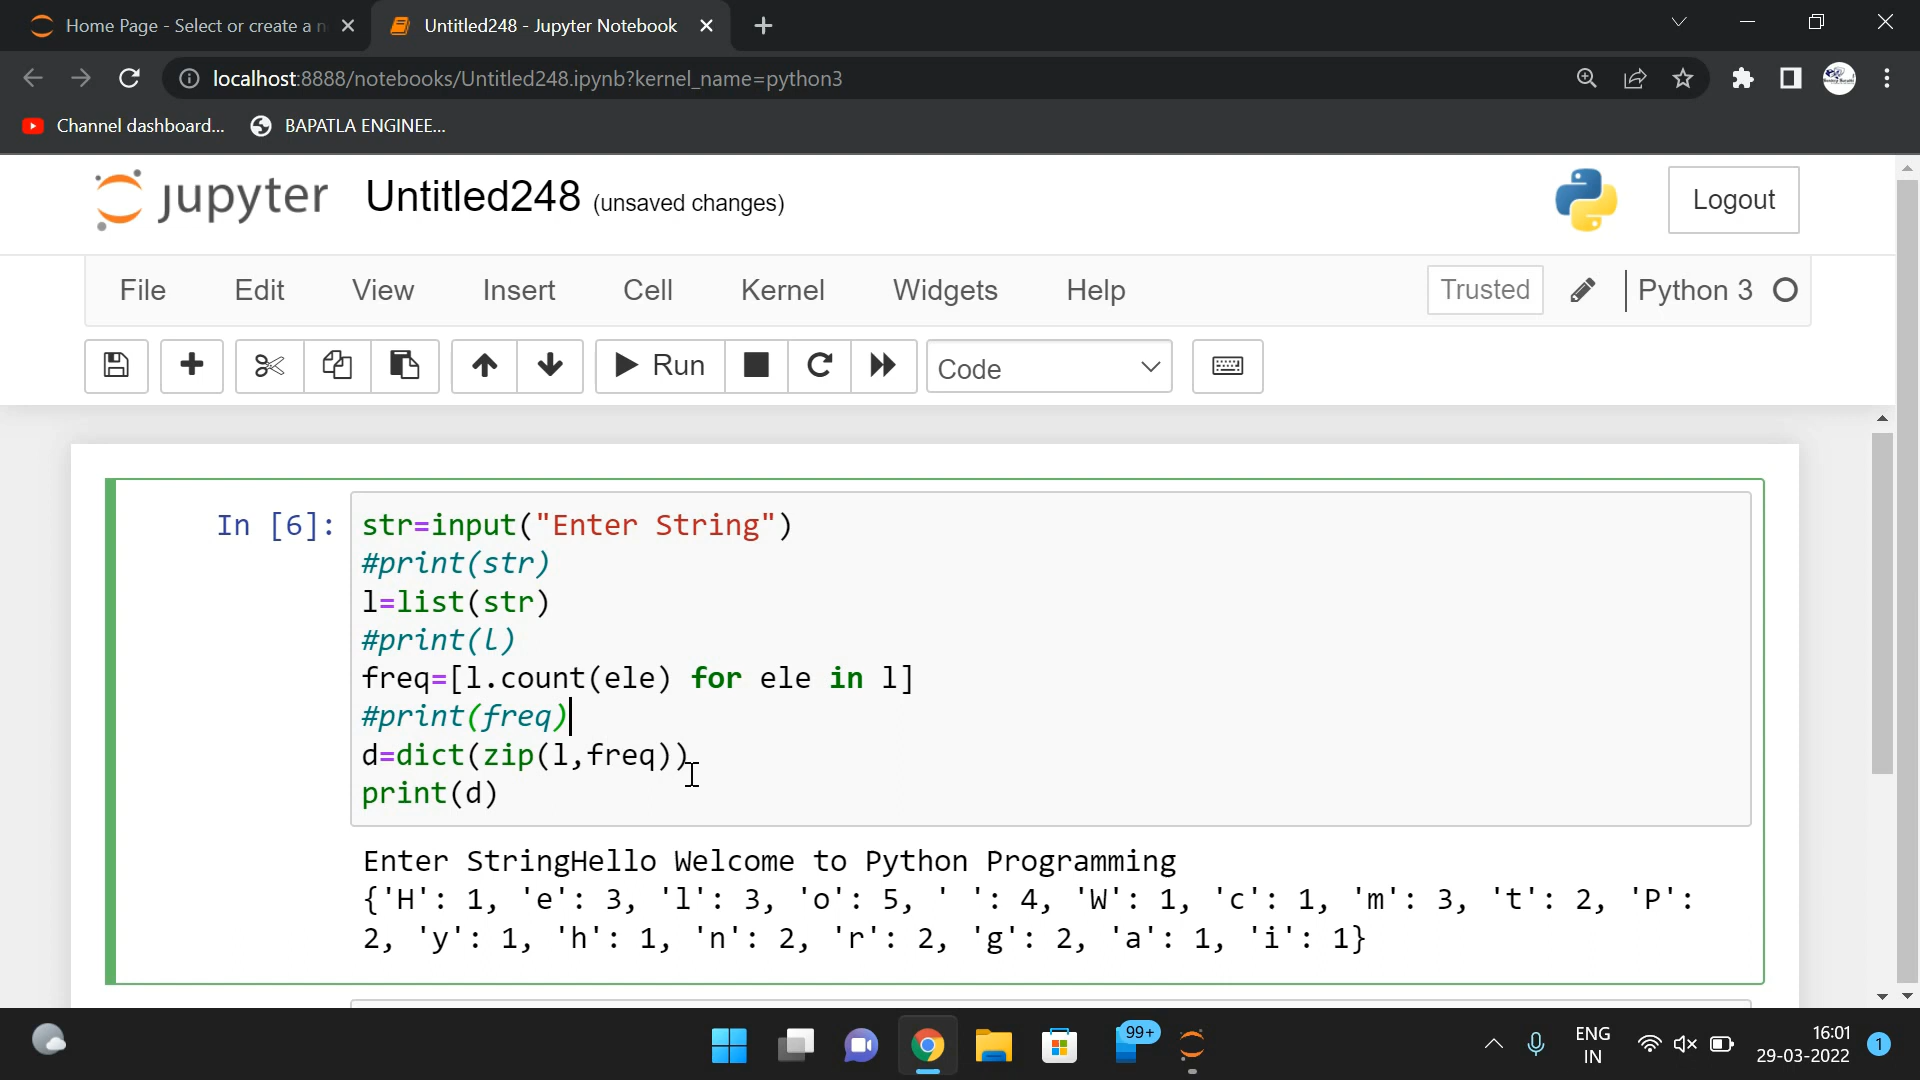 Home Page - Select or create a n
Untitled248 - Jupyter Notebook
localhost:8888/notebooks/Untitled248.ipynb?kernel_name=python3
Channel dashboard...
BAPATLA ENGINEE...
jupyter Untitled248 (unsaved changes)
Logout
File Edit View Insert Cell Kernel Widgets Help Trusted Python 3
Run Code
In [6]: str=input("Enter String")
#print(str)
l=list(str)
#print(l)
freq=[l.count(ele) for ele in l]
#print(freq)
d=dict(zip(l,freq))
print(d)
Enter StringHello Welcome to Python Programming
{'H': 1, 'e': 3, 'l': 3, 'o': 5, ' ': 4, 'W': 1, 'c': 1, 'm': 3, 't': 2, 'P':
2, 'y': 1, 'h': 1, 'n': 2, 'r': 2, 'g': 2, 'a': 1, 'i': 1}
99+
ENG
IN
16:01
29-03-2022
1